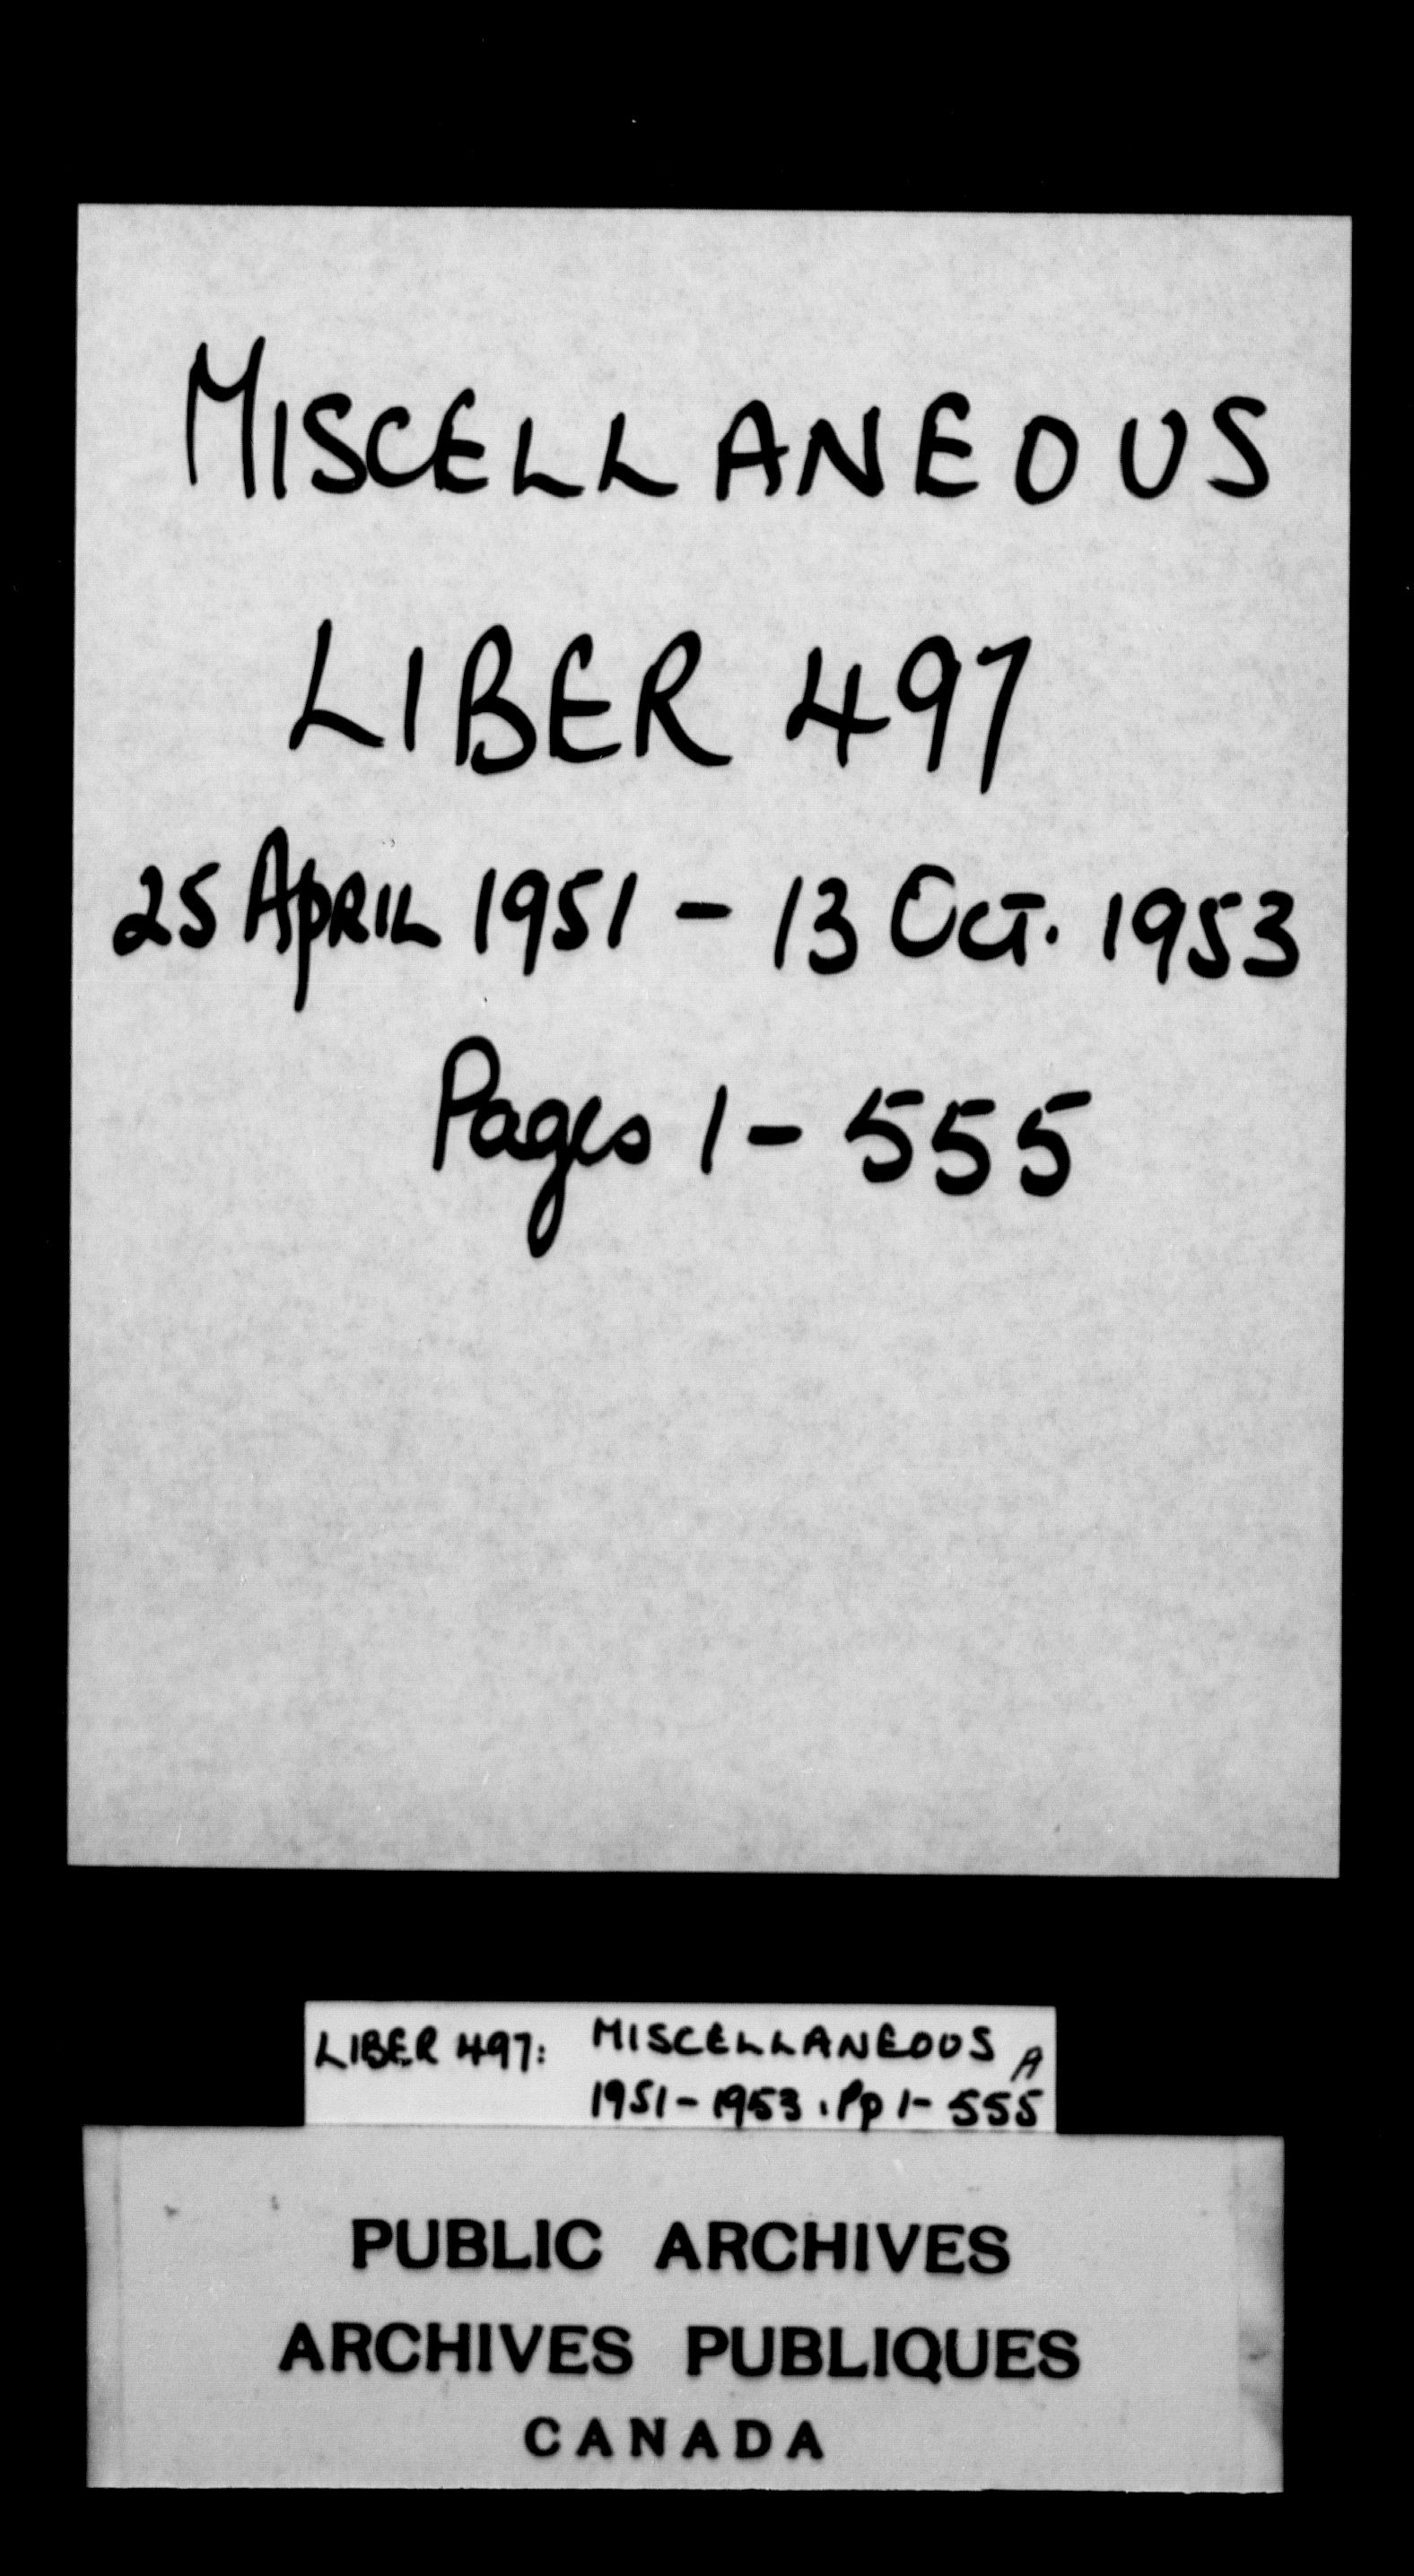 MISCELLANEOUS
LIBER 497
25 APRIL 1951 - 13 OCT. 1953
Pages 1 - 555
LIBER 497: MISCELLANEOUS A
1951 - 1953. Pp 1 - 555
PUBLIC ARCHIVES
ARCHIVES PUBLIQUES
CANADA